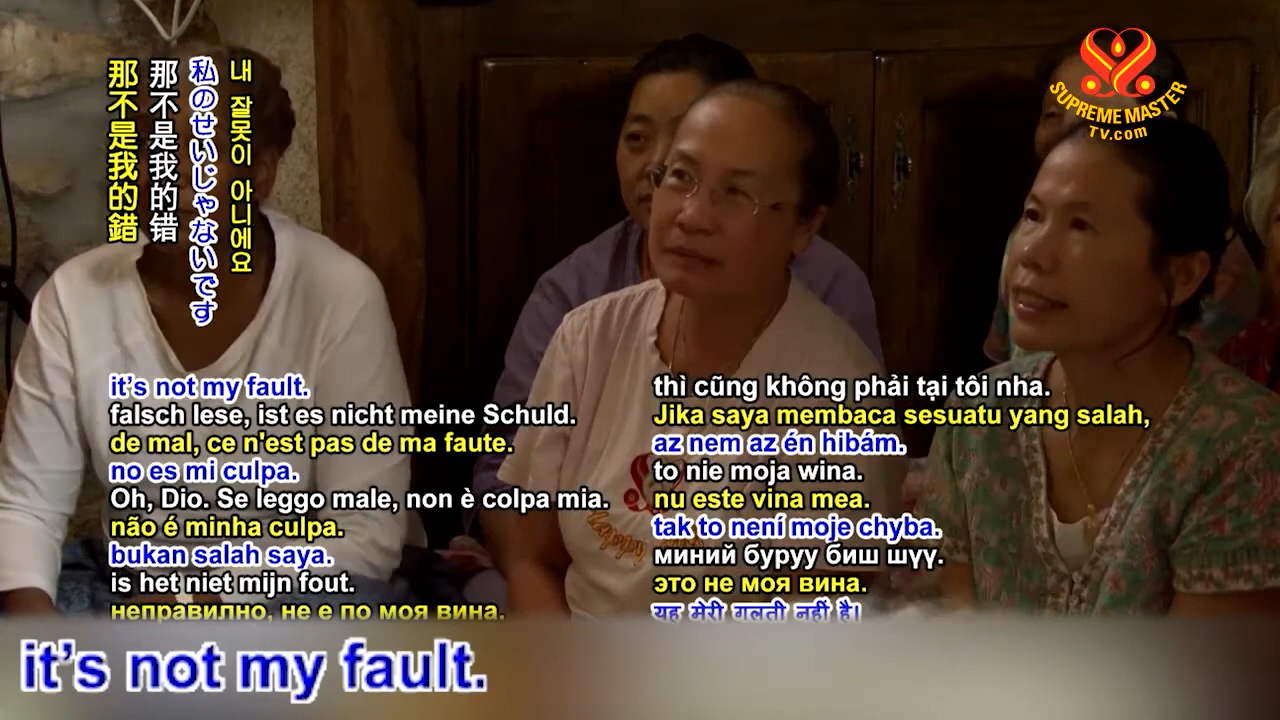 那不是我的錯
那不是我的错
私のせいじゃないです
내 잘못이 아니에요
SUPREME MASTER
TV.com
it's not my fault.
falsch lese, ist es nicht meine Schuld.
de mal, ce n'est pas de ma faute.
no es mi culpa.
Oh, Dio. Se leggo male, non è colpa mia.
não é minha culpa.
bukan salah saya.
is het niet mijn fout.
неправилно, не е по моя вина.
thì cũng không phải tại tôi nha.
Jika saya membaca sesuatu yang salah,
az nem az én hibám.
to nie moja wina.
nu este vina mea.
tak to není moje chyba.
миний буруу биш шүү.
это не моя вина.
यह मेरी गलती नहीं है।
Happy
it's not my fault.